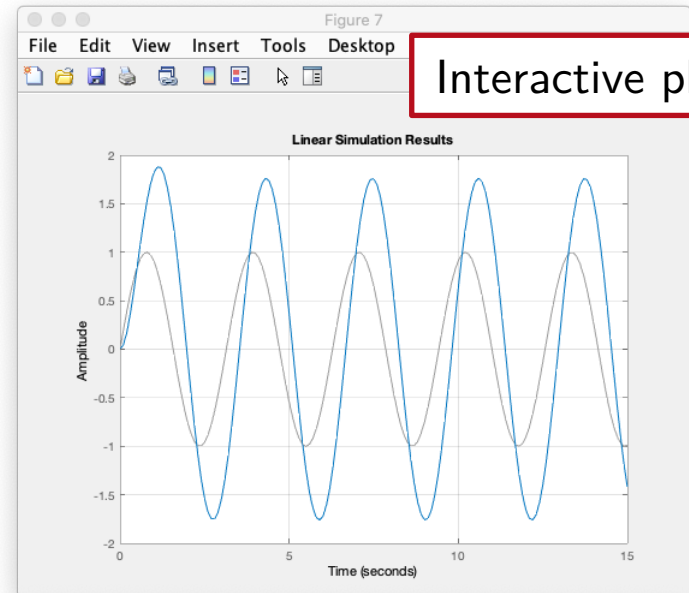 Figure 7
File Edit View Insert Tools Desktop
Interactive
Linear Simulation Results
2
1.5
1
0.5
0
-0.5
-1
-1.5
-2
Amplitude
0 5 10 15
Time (seconds)